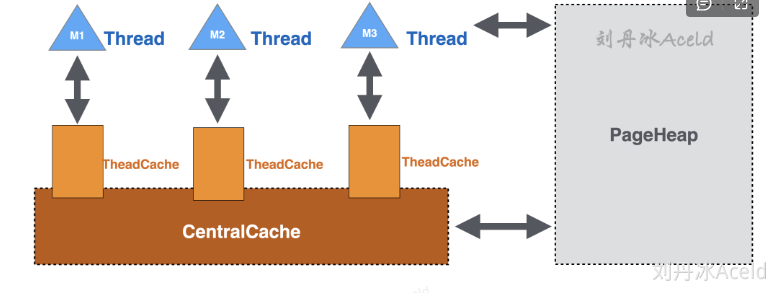 M1 Thread M2 Thread M3 Thread
刘丹冰Aceld
TheadCache TheadCache TheadCache
PageHeap
CentralCache
刘丹冰Aceld